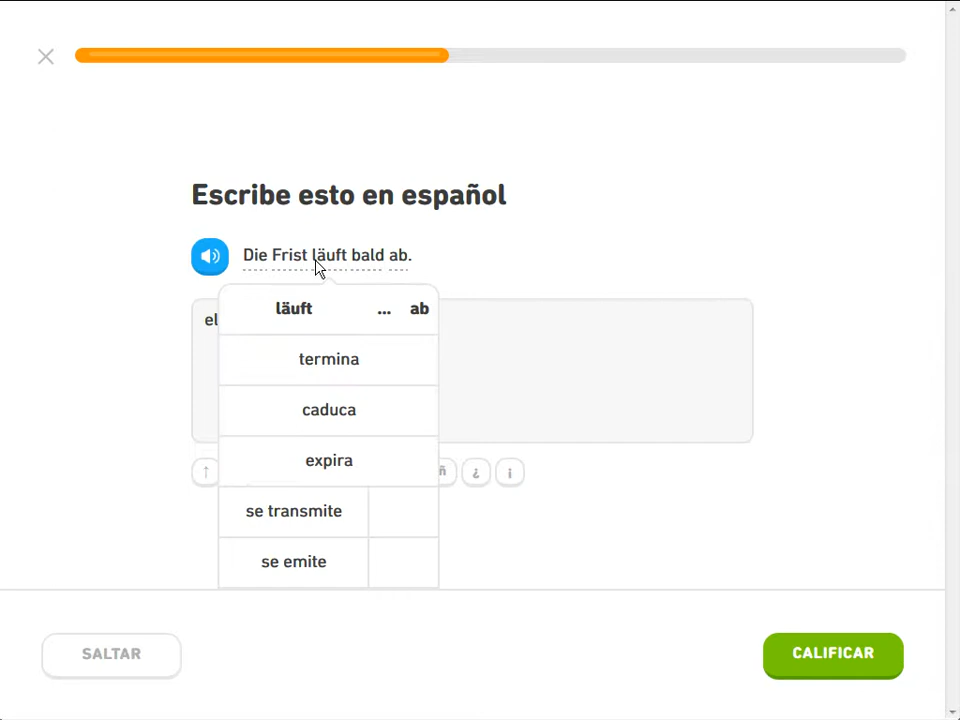 Escribe esto en español
Die Frist läuft bald ab.
el
läuft ... ab
termina
caduca
expira
↑ ñ ¿ ¡
se transmite
se emite
SALTAR
CALIFICAR